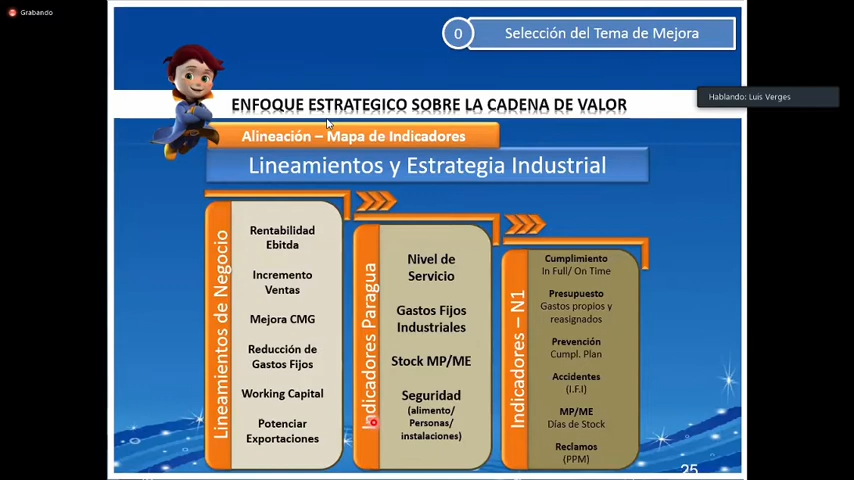 Grabando
0
Selección del Tema de Mejora
Hablando: Luis Verges
ENFOQUE ESTRATEGICO SOBRE LA CADENA DE VALOR
Alineación – Mapa de Indicadores
Lineamientos y Estrategia Industrial
Lineamientos de Negocio
Rentabilidad
Ebitda
Incremento
Ventas
Mejora CMG
Reducción de
Gastos Fijos
Working Capital
Potenciar
Exportaciones
Indicadores Paragua
Nivel de
Servicio
Gastos Fijos
Industriales
Stock MP/ME
Seguridad
(alimento/
Personas/
instalaciones)
Indicadores – N1
Cumplimiento
In Full/ On Time
Presupuesto
Gastos propios y
reasignados
Prevención
Cumpl. Plan
Accidentes
(I.F.I)
MP/ME
Días de Stock
Reclamos
(PPM)
25